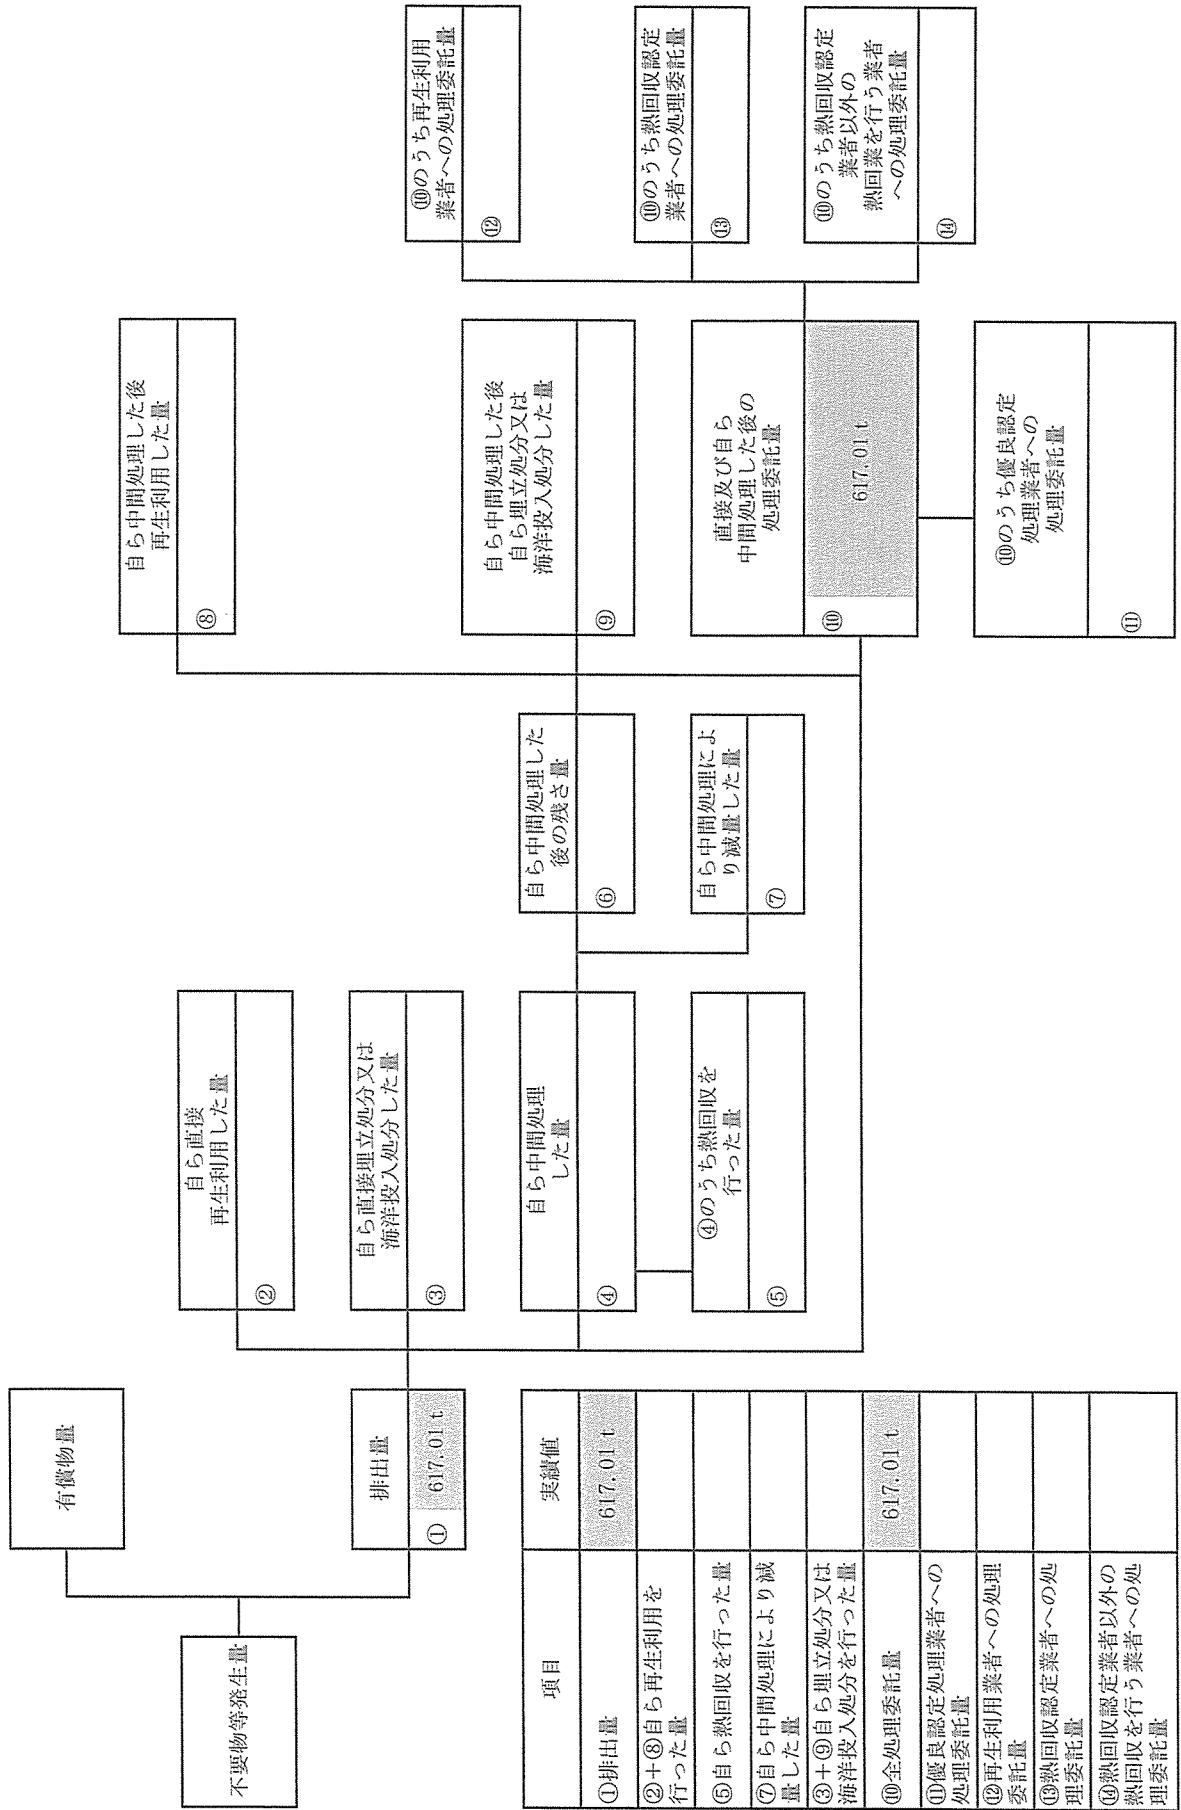 不要物等発生量
有償物量
排出量
① 617.01 t
自ら直接
再生利用した量
②
自ら直接埋立処分又は
海洋投入処分した量
③
自ら中間処理
した量
④
④のうち熱回収を
行った量
⑤
自ら中間処理した
後の残さ量
⑥
自ら中間処理によ
り減量した量
⑦
自ら中間処理した後
再生利用した量
⑧
自ら中間処理した後
自ら埋立処分又は
海洋投入処分した量
⑨
直接及び自ら
中間処理した後の
処理委託量
⑩ 617.01 t
⑩のうち優良認定
処理業者への
処理委託量
⑪
⑩のうち再生利用
業者への処理委託量
⑫
⑩のうち熱回収認定
業者への処理委託量
⑬
⑩のうち熱回収認定
業者以外の
熱回業を行う業者
への処理委託量
⑭
項目 実績値
①排出量 617.01 t
②+⑧自ら再生利用を
行った量
⑤自ら熱回収を行った量
⑦自ら中間処理により減
量した量
③+⑨自ら埋立処分又は
海洋投入処分を行った量
⑩全処理委託量 617.01 t
⑪優良認定処理業者への
処理委託量
⑫再生利用業者への処理
委託量
⑬熱回収認定業者への処
理委託量
⑭熱回収認定業者以外の
熱回収を行う業者への処
理委託量